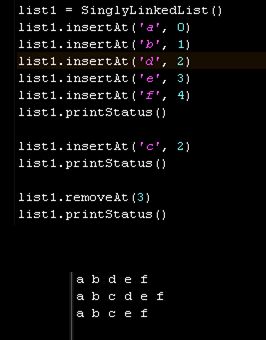 list1 = SinglyLinkedList()
list1.insertAt('a', 0)
list1.insertAt('b', 1)
list1.insertAt('d', 2)
list1.insertAt('e', 3)
list1.insertAt('f', 4)
list1.printStatus()
list1.insertAt('c', 2)
list1.printStatus()
list1.removeAt(3)
list1.printStatus()
a b d e f
a b c d e f
a b c e f